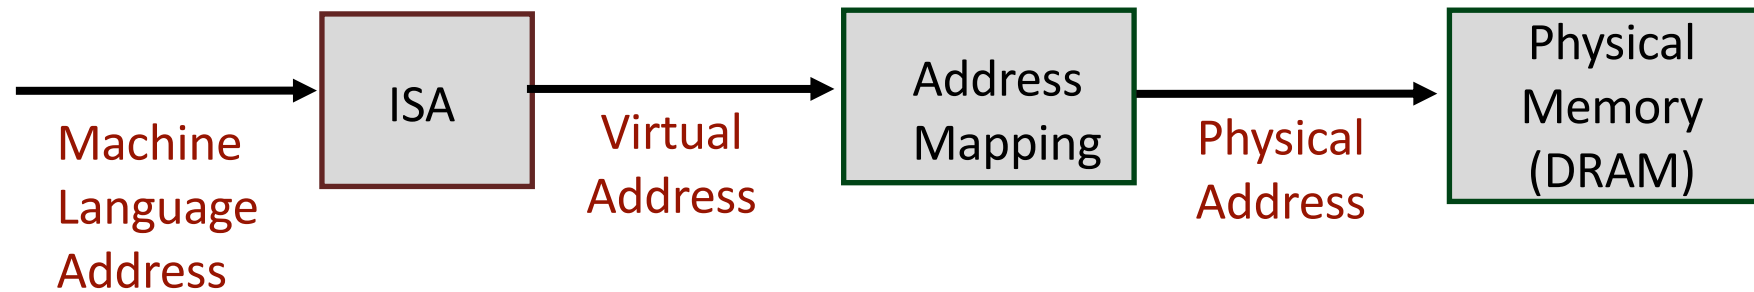 Machine
Language
Address
ISA
Virtual
Address
Address
Mapping
Physical
Address
Physical
Memory
(DRAM)